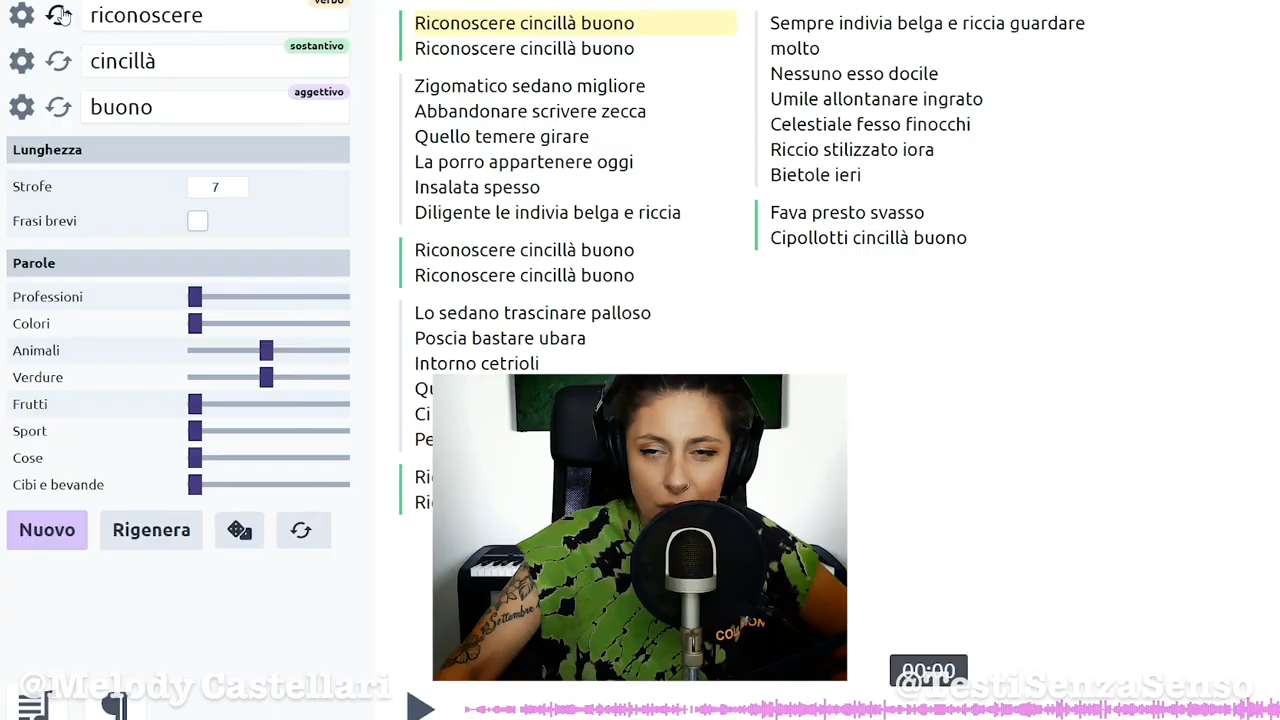 verbo
riconoscere
sostantivo
cincillà
aggettivo
buono
Lunghezza
Strofe 7
Frasi brevi
Parole
Professioni
Colori
Animali
Verdure
Frutti
Sport
Cose
Cibi e bevande
Nuovo Rigenera
Riconoscere cincillà buono
Riconoscere cincillà buono
Zigomatico sedano migliore
Abbandonare scrivere zecca
Quello temere girare
La porro appartenere oggi
Insalata spesso
Diligente le indivia belga e riccia
Riconoscere cincillà buono
Riconoscere cincillà buono
Lo sedano trascinare palloso
Poscia bastare ubara
Intorno cetrioli
Sempre indivia belga e riccia guardare
molto
Nessuno esso docile
Umile allontanare ingrato
Celestiale fesso finocchi
Riccio stilizzato iora
Bietole ieri
Fava presto svasso
Cipollotti cincillà buono
Settembre
00:00
@Melody Castellari
@TestiSenzaSenso